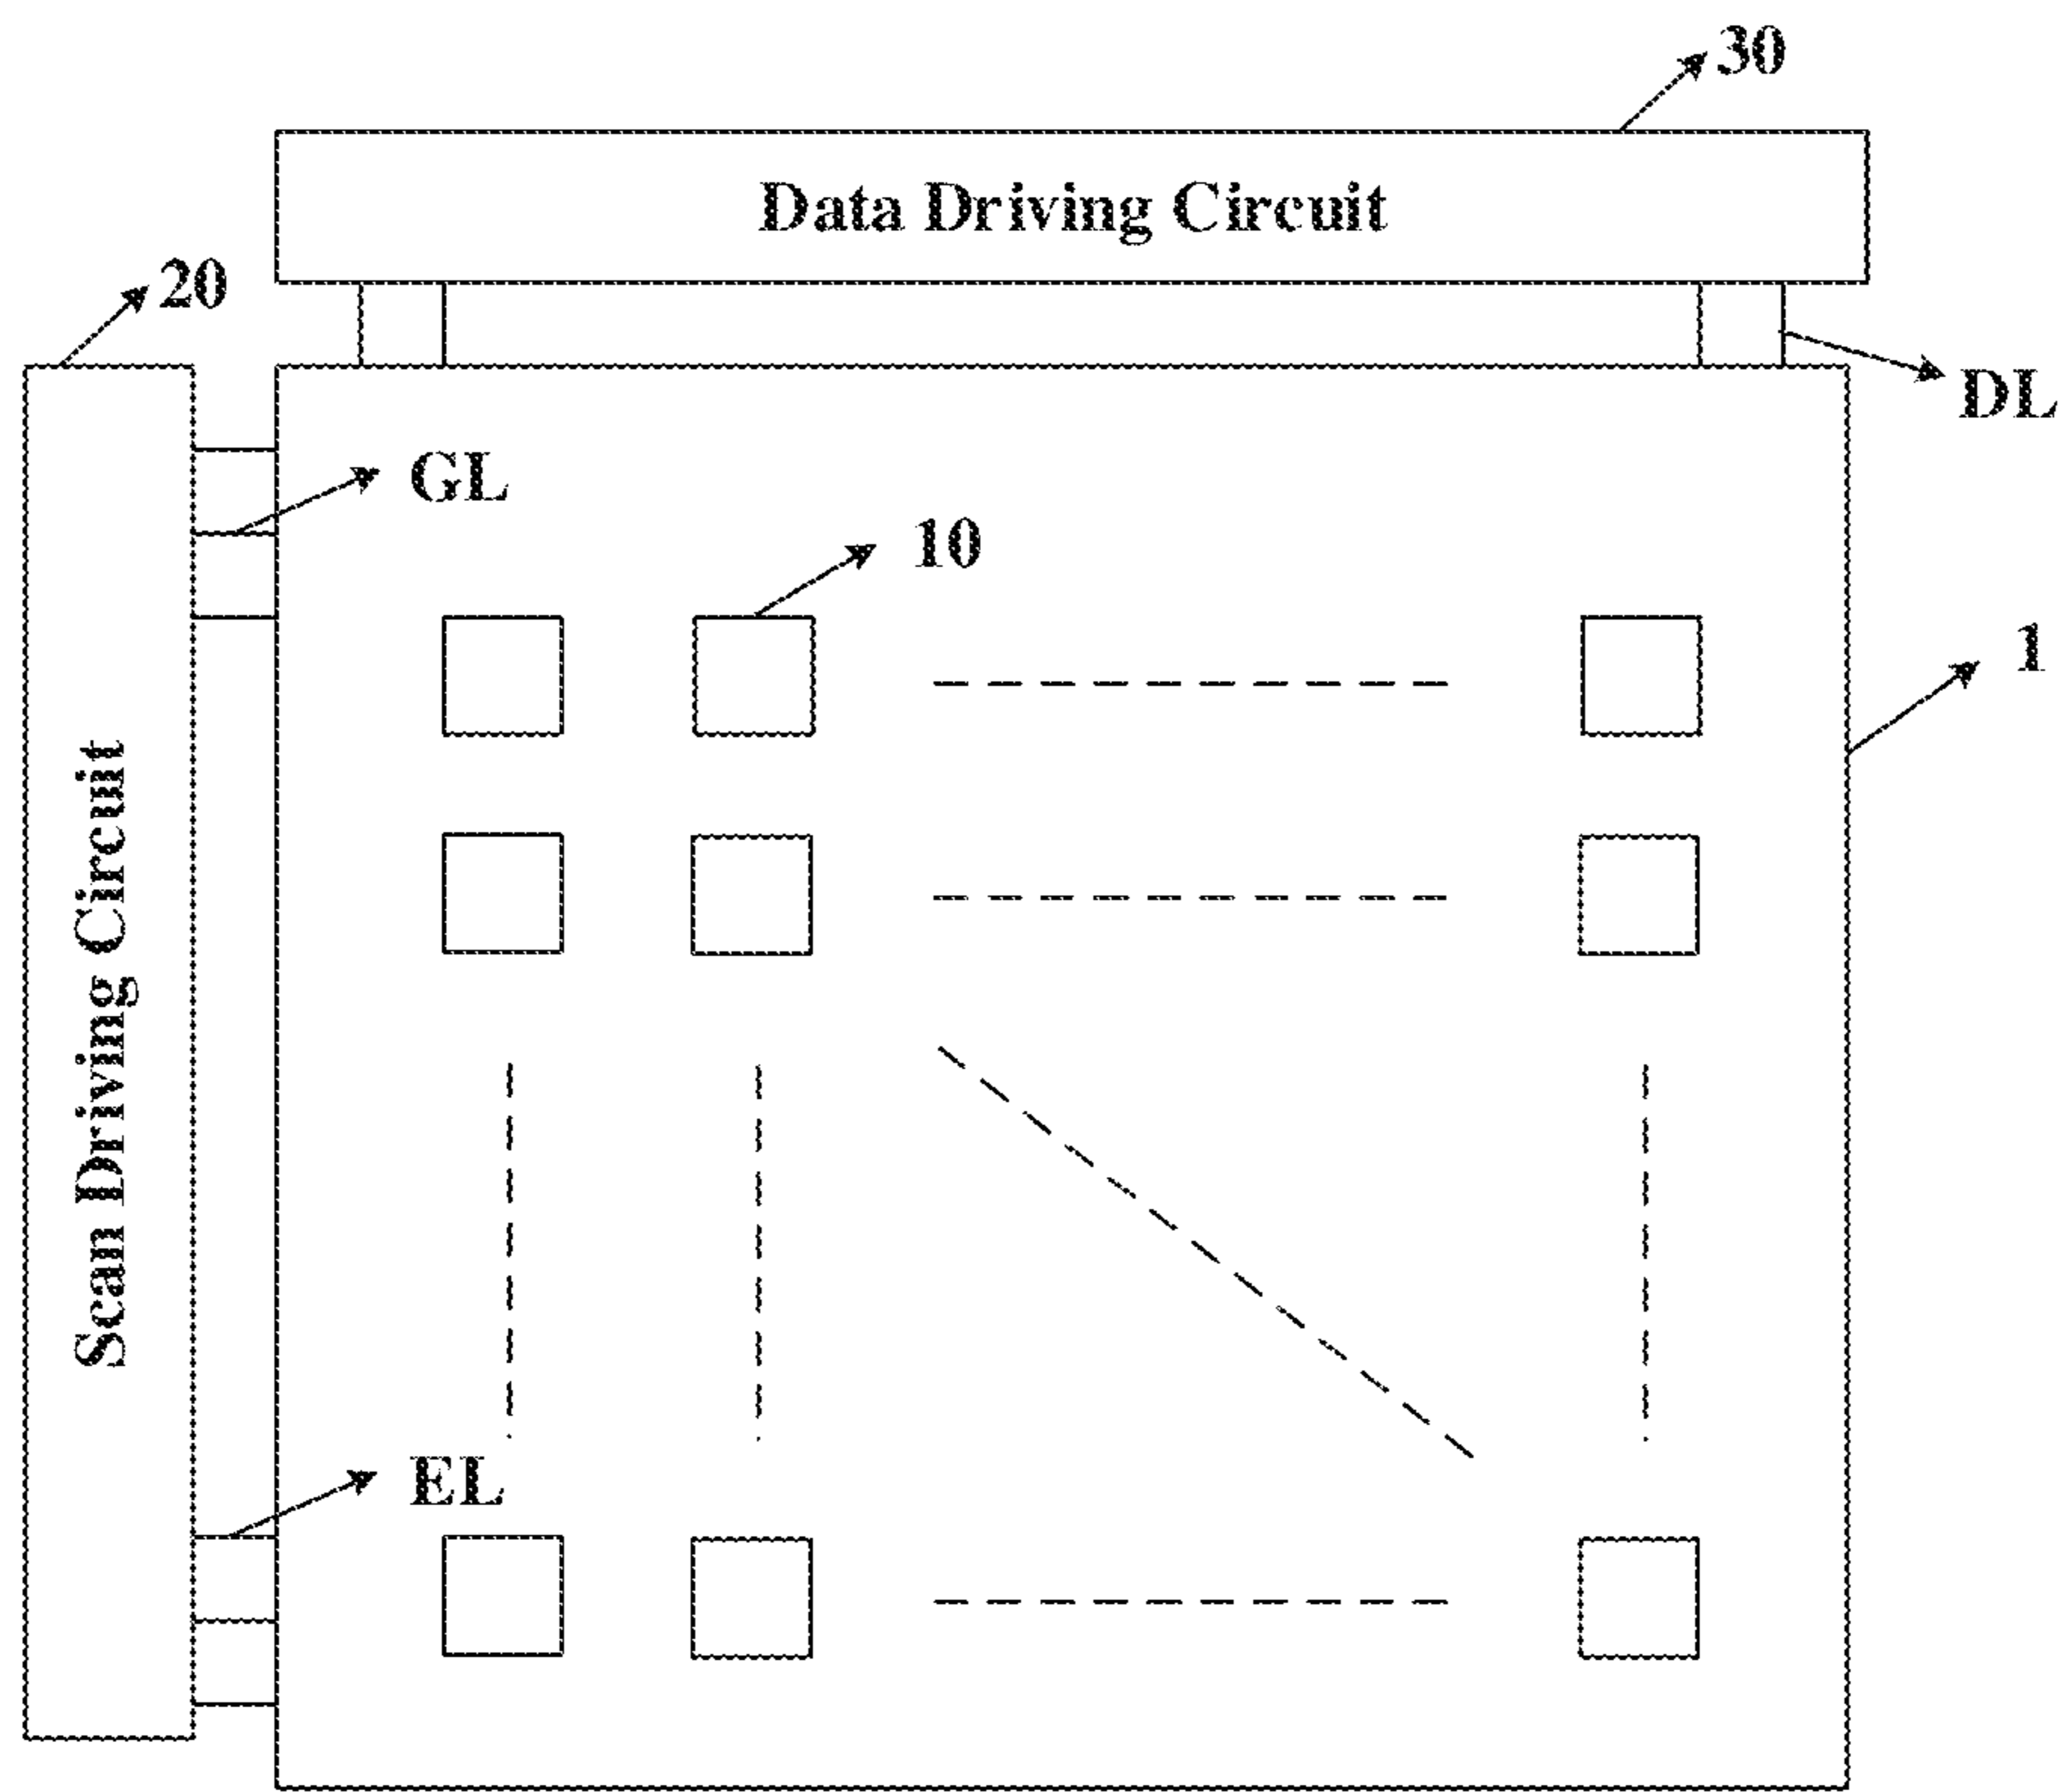 30
Data Driving Circuit
20
DL
GL
10
1
Scan Driving Circuit
EL